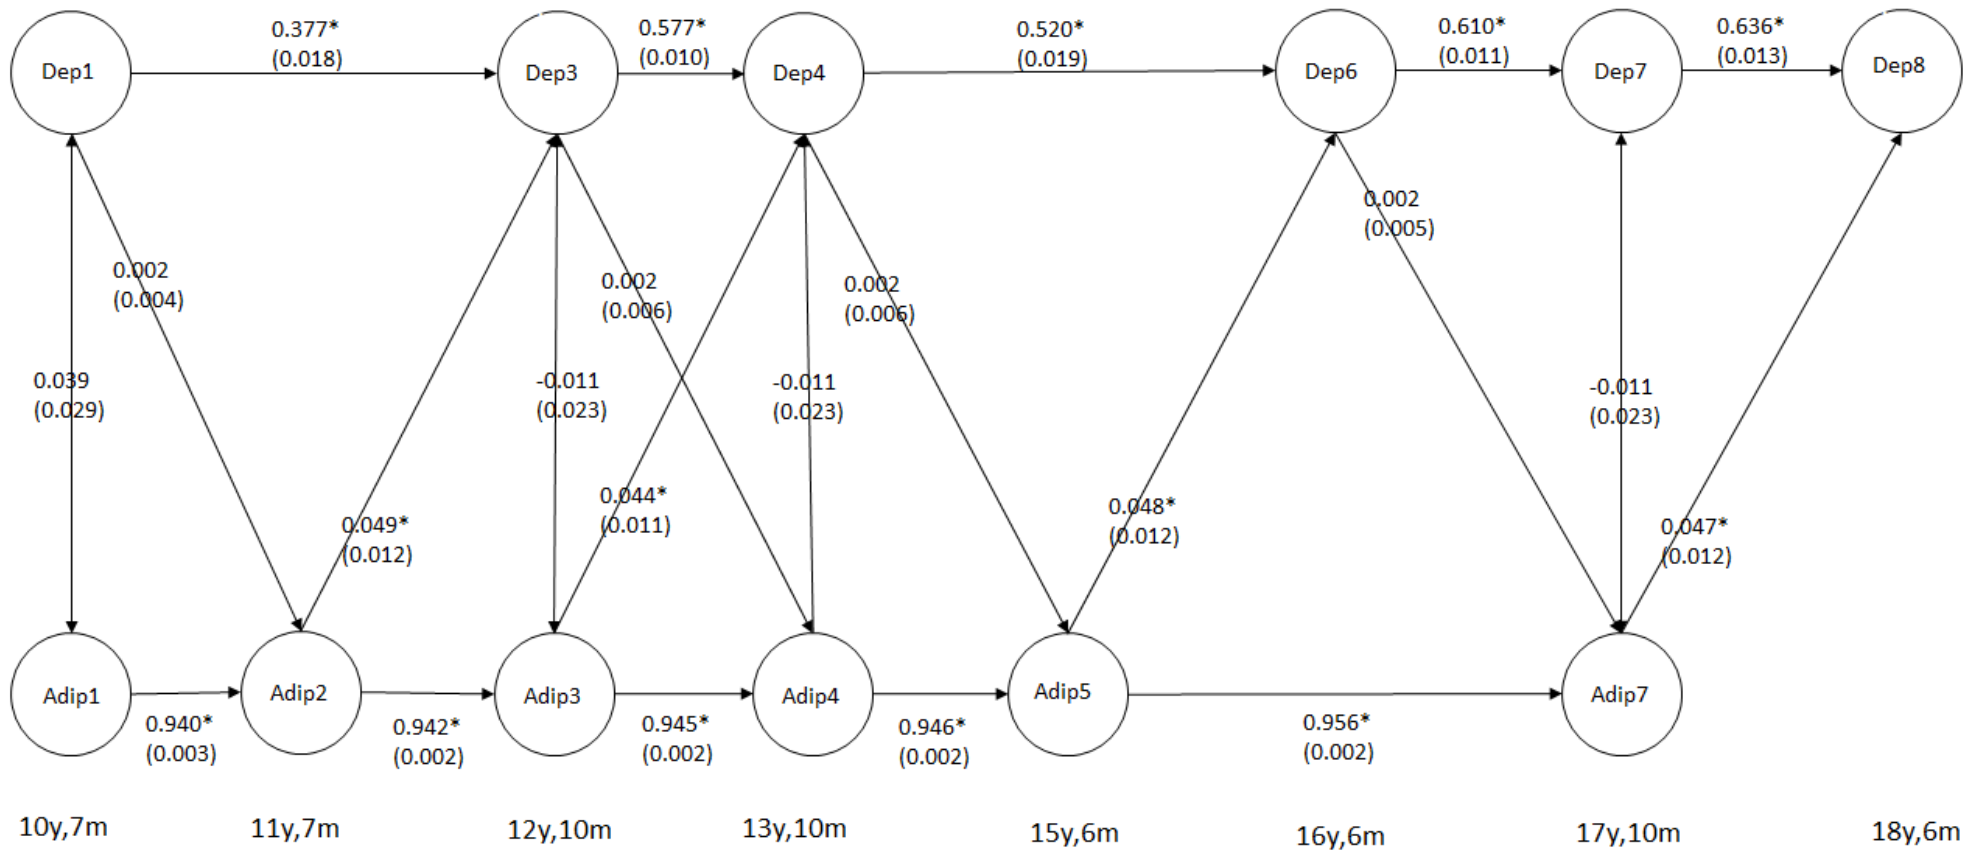 0.377*
(0.018)
0.577*
(0.010)
0.520*
(0.019)
0.610*
(0.011)
0.636*
(0.013)
Dep1
Dep3
Dep4
Dep6
Dep7
Dep8
0.002
(0.005)
0.002
(0.004)
0.002
(0.006)
0.002
(0.006)
0.039
(0.029)
-0.011
(0.023)
-0.011
(0.023)
-0.011
(0.023)
0.049*
(0.012)
0.044*
(0.011)
0.048*
(0.012)
0.047*
(0.012)
Adip1
Adip2
Adip3
Adip4
Adip5
Adip7
0.940*
(0.003)
0.942*
(0.002)
0.945*
(0.002)
0.946*
(0.002)
0.956*
(0.002)
10y,7m
11y,7m
12y,10m
13y,10m
15y,6m
16y,6m
17y,10m
18y,6m